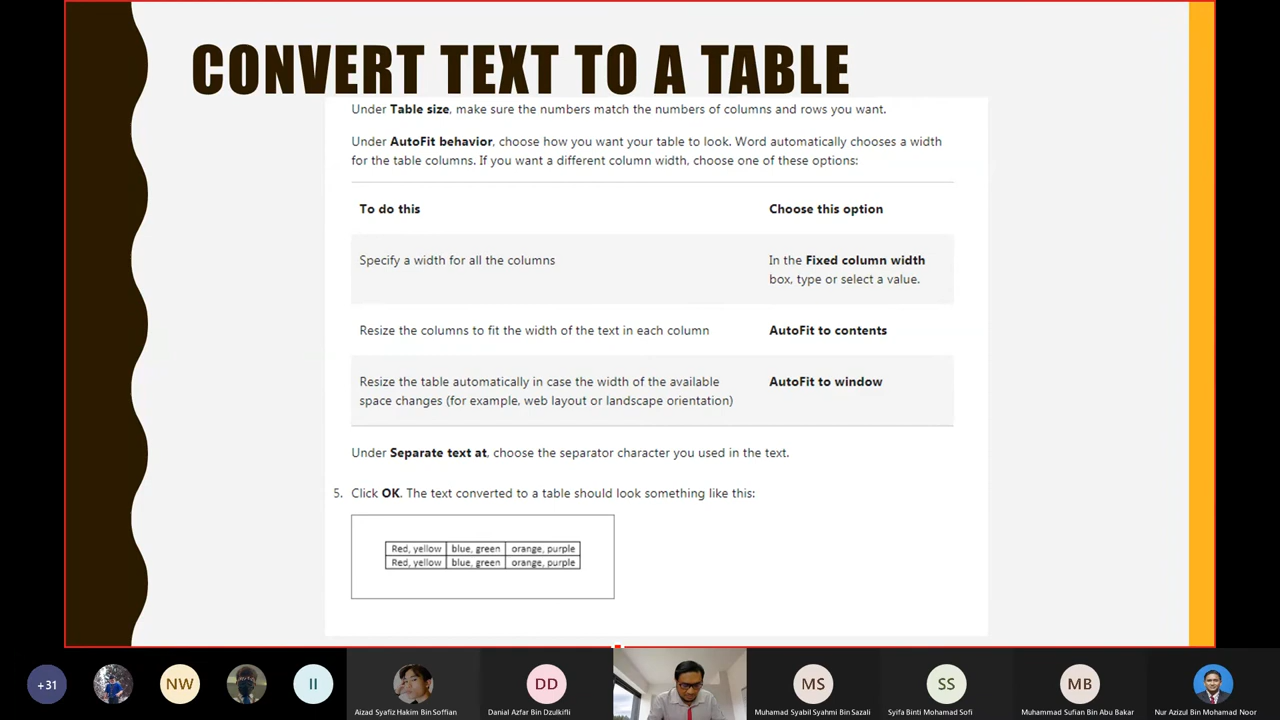 CONVERT TEXT TO A TABLE
Under Table size, make sure the numbers match the numbers of columns and rows you want.
Under AutoFit behavior, choose how you want your table to look. Word automatically chooses a width
for the table columns. If you want a different column width, choose one of these options:
To do this Choose this option
Specify a width for all the columns In the Fixed column width
box, type or select a value.
Resize the columns to fit the width of the text in each column AutoFit to contents
Resize the table automatically in case the width of the available AutoFit to window
space changes (for example, web layout or landscape orientation)
Under Separate text at, choose the separator character you used in the text.
5. Click OK. The text converted to a table should look something like this:
Red, yellow blue, green orange, purple
Red, yellow blue, green orange, purple
+31 NW II DD MS SS MB
Aizad Syafiz Hakim Bin Soffian Danial Azfar Bin Dzulkifli Muhamad Syabil Syahmi Bin Sazali Syifa Binti Mohamad Sofi Muhammad Sufian Bin Abu Bakar Nur Azizul Bin Mohamad Noor